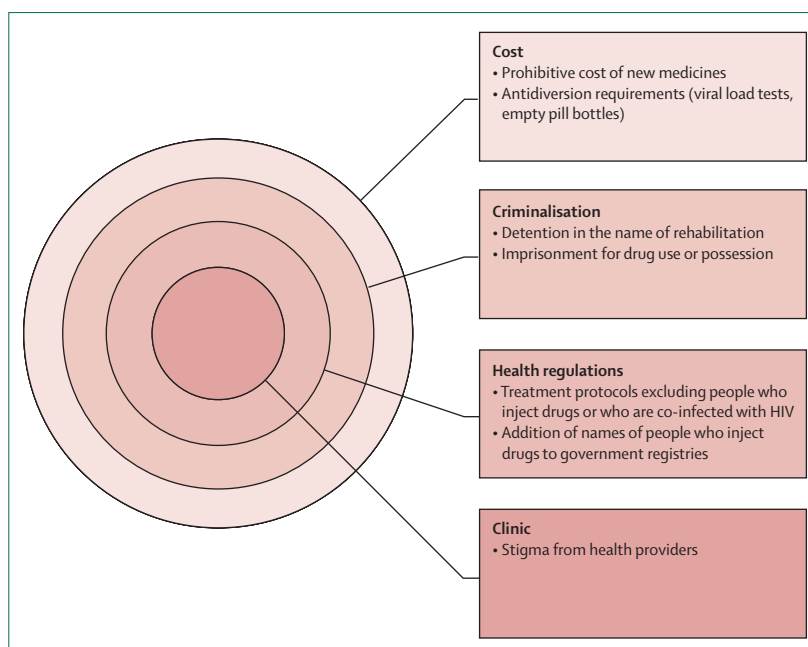 Cost
• Prohibitive cost of new medicines
• Antidiversion requirements (viral load tests,
empty pill bottles)
Criminalisation
• Detention in the name of rehabilitation
• Imprisonment for drug use or possession
Health regulations
• Treatment protocols excluding people who
inject drugs or who are co-infected with HIV
• Addition of names of people who inject
drugs to government registries
Clinic
• Stigma from health providers